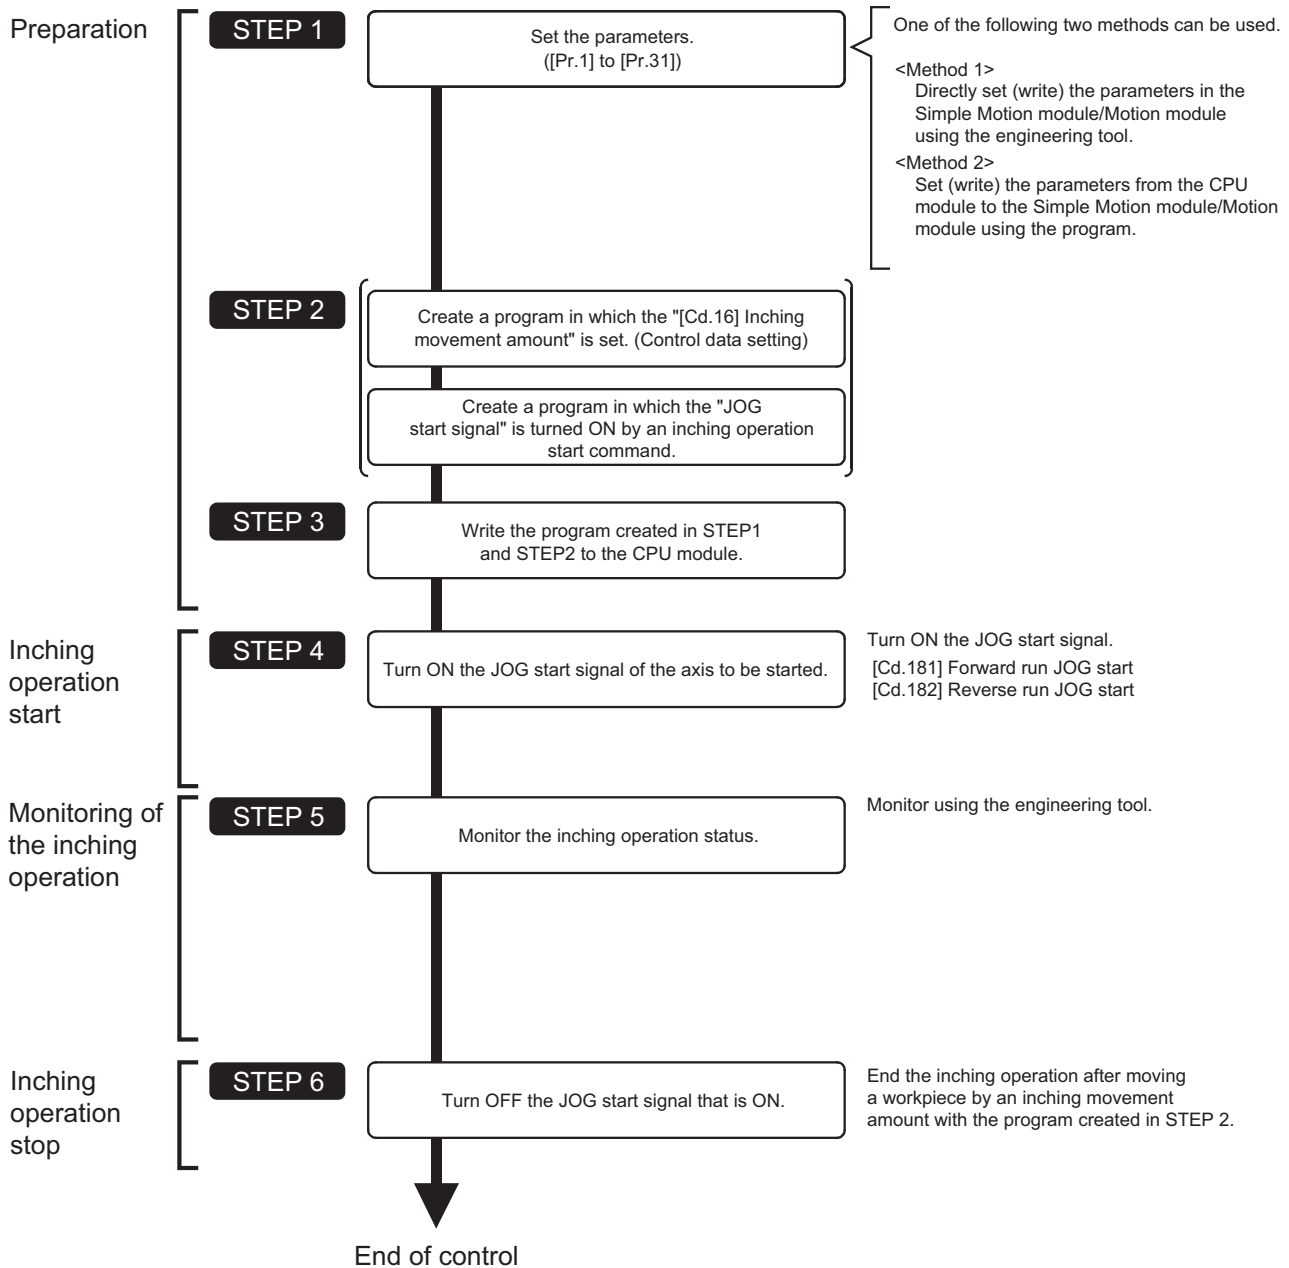 Preparation
STEP 1
Set the parameters.
([Pr.1] to [Pr.31])
One of the following two methods can be used.
<Method 1>
Directly set (write) the parameters in the
Simple Motion module/Motion module
using the engineering tool.
<Method 2>
Set (write) the parameters from the CPU
module to the Simple Motion module/Motion
module using the program.
STEP 2
Create a program in which the "[Cd.16] Inching
movement amount" is set. (Control data setting)
Create a program in which the "JOG
start signal" is turned ON by an inching operation
start command.
STEP 3
Write the program created in STEP1
and STEP2 to the CPU module.
Inching
operation
start
STEP 4
Turn ON the JOG start signal of the axis to be started.
Turn ON the JOG start signal.
[Cd.181] Forward run JOG start
[Cd.182] Reverse run JOG start
Monitoring of
the inching
operation
STEP 5
Monitor the inching operation status.
Monitor using the engineering tool.
Inching
operation
stop
STEP 6
Turn OFF the JOG start signal that is ON.
End the inching operation after moving
a workpiece by an inching movement
amount with the program created in STEP 2.
End of control